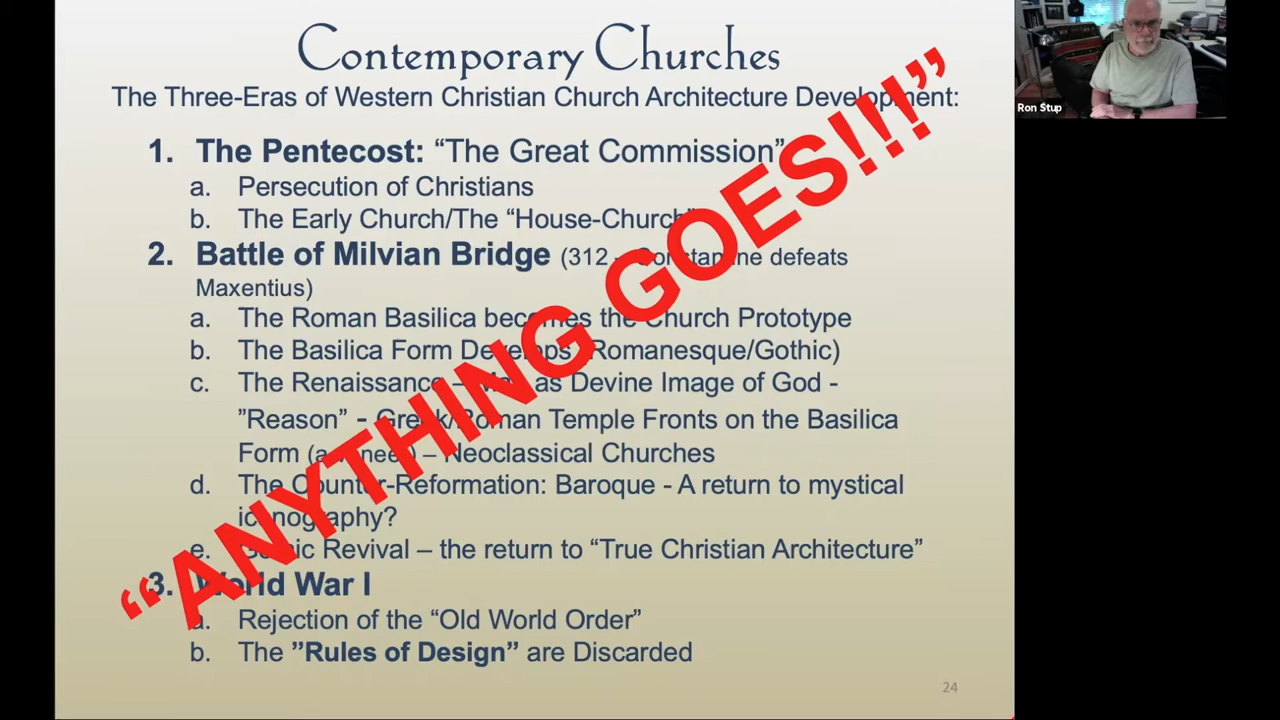 Contemporary Churches
The Three-Eras of Western Christian Church Architecture Development:
1. The Pentecost: “The Great Commission”
a. Persecution of Christians
b. The Early Church/The “House-Church”
2. Battle of Milvian Bridge (312 - Constantine defeats
Maxentius)
a. The Roman Basilica becomes the Church Prototype
b. The Basilica Form Develops (Romanesque/Gothic)
c. The Renaissance – Man as Devine Image of God -
”Reason” - Greek/Roman Temple Fronts on the Basilica
Form (a veneer) – Neoclassical Churches
d. The Counter-Reformation: Baroque - A return to mystical
iconography?
e. Gothic Revival – the return to “True Christian Architecture”
3. World War I
a. Rejection of the “Old World Order”
b. The ”Rules of Design” are Discarded
“ANYTHING GOES!!!”
24
Ron Stup